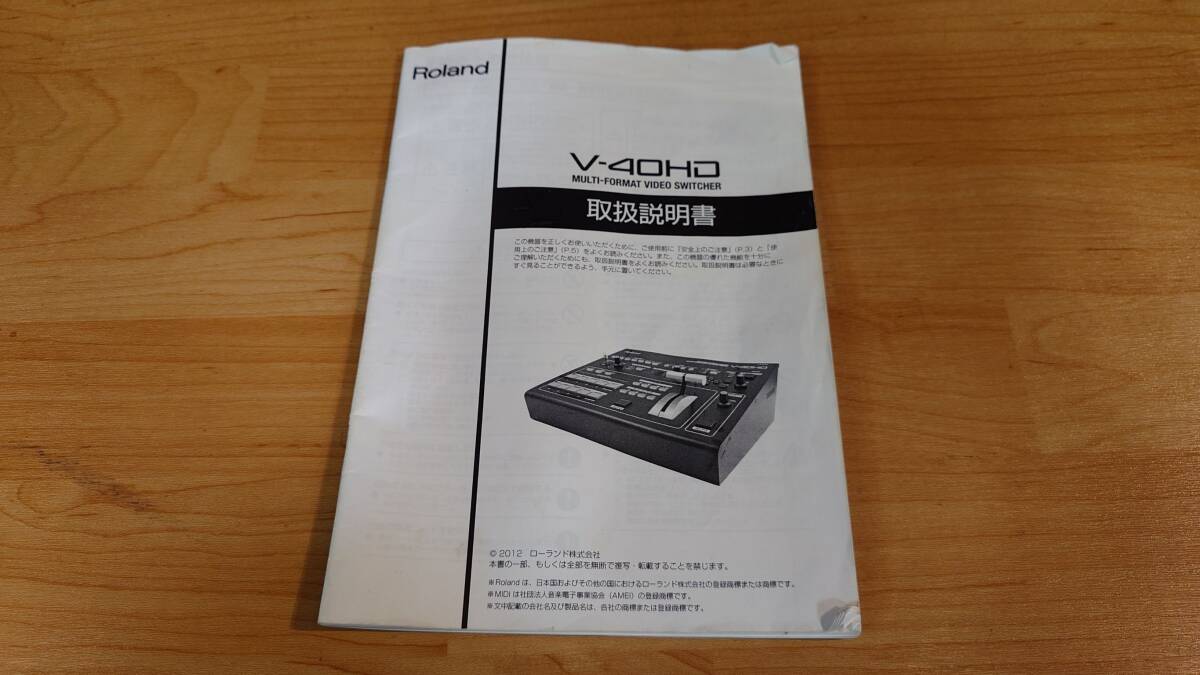 Roland
V-40HD
MULTI-FORMAT VIDEO SWITCHER
取扱説明書
この機器を正しくお使いいただくために、ご使用前に『安全上のご注意』（P.3）と『使
用上のご注意』（P.5）をよくお読みください。また、この機器の優れた機能を十分に
ご理解いただくためにも、取扱説明書をよくお読みください。取扱説明書は必要なときに
すぐ見ることができるよう、手元に置いてください。
V-40HD
© 2012 ローランド株式会社
本書の一部、もしくは全部を無断で複写・転載することを禁じます。
※Roland は、日本国およびその他の国におけるローランド株式会社の登録商標または商標です。
※MIDI は社団法人音楽電子事業協会（AMEI）の登録商標です。
※文中記載の会社名及び製品名は、各社の商標または登録商標です。